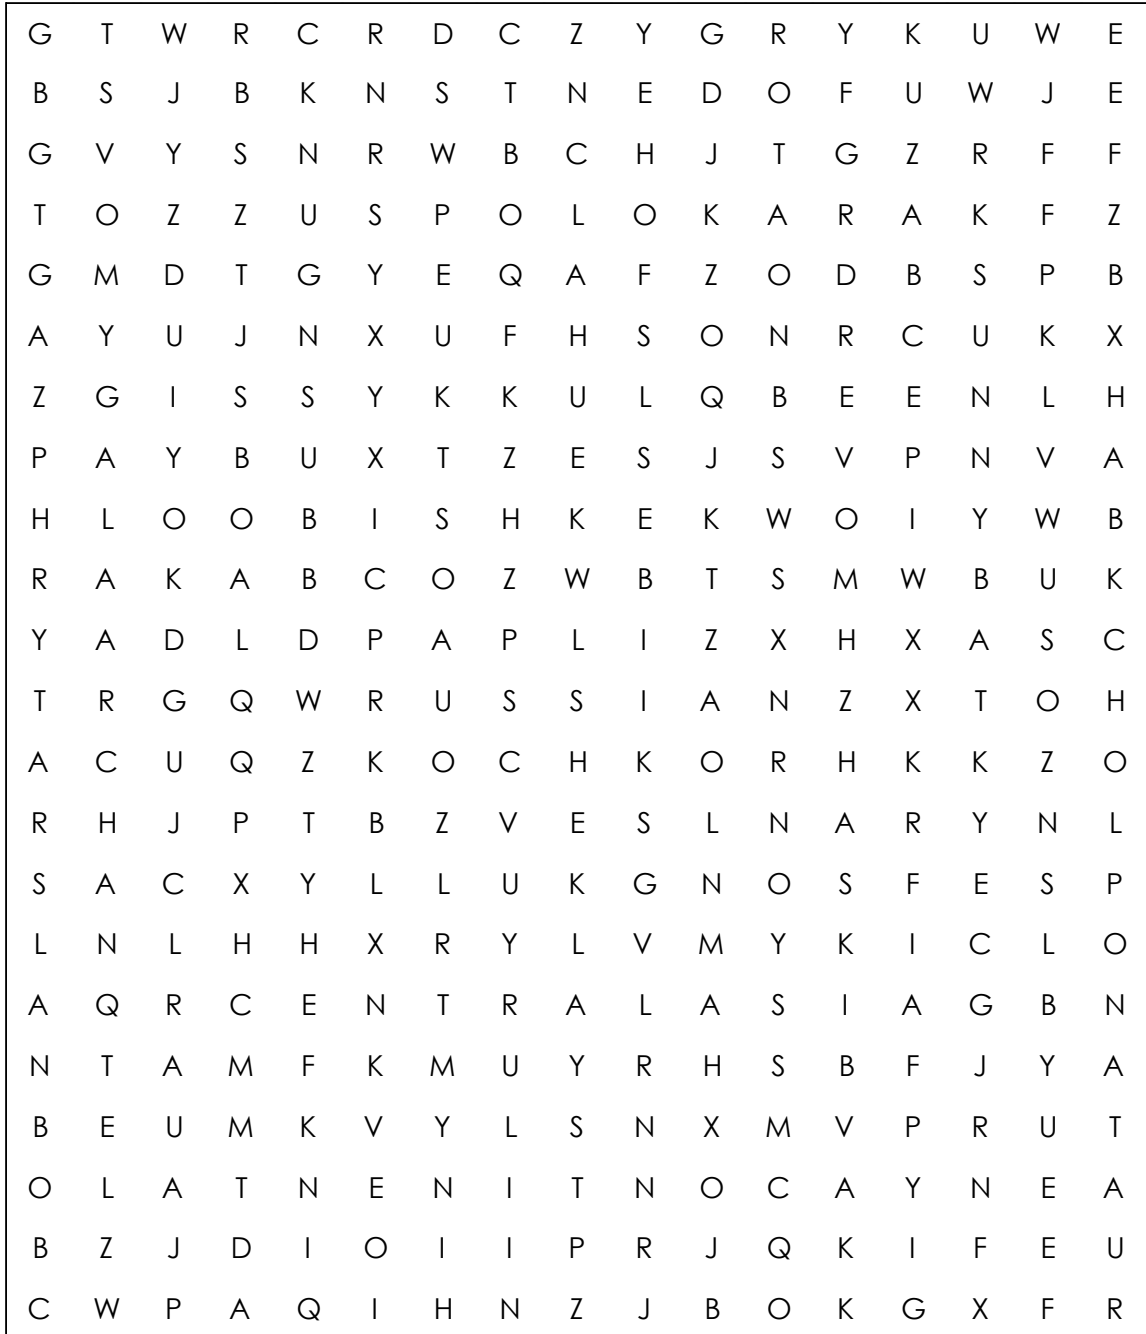 G T W R C R D C Z Y G R Y K U W E
B S J B K N S T N E D O F U W J E
G V Y S N R W B C H J T G Z R F F
T O Z Z U S P O L O K A R A K F Z
G M D T G Y E Q A F Z O D B S P B
A Y U J N X U F H S O N R C U K X
Z G I S S Y K K U L Q B E E N L H
P A Y B U X T Z E S J S V P N V A
H L O O B I S H K E K W O I Y W B
R A K A B C O Z W B T S M W B U K
Y A D L D P A P L I Z X H X A S C
T R G Q W R U S S I A N Z X T O H
A C U Q Z K O C H K O R H K K Z O
R H J P T B Z V E S L N A R Y N L
S A C X Y L L U K G N O S F E S P
L N L H H X R Y L V M Y K I C L O
A Q R C E N T R A L A S I A G B N
N T A M F K M U Y R H S B F J Y A
B E U M K V Y L S N X M V P R U T
O L A T N E N I T N O C A Y N E A
B Z J D I O I I P R J Q K I F E U
C W P A Q I H N Z J B O K G X F R